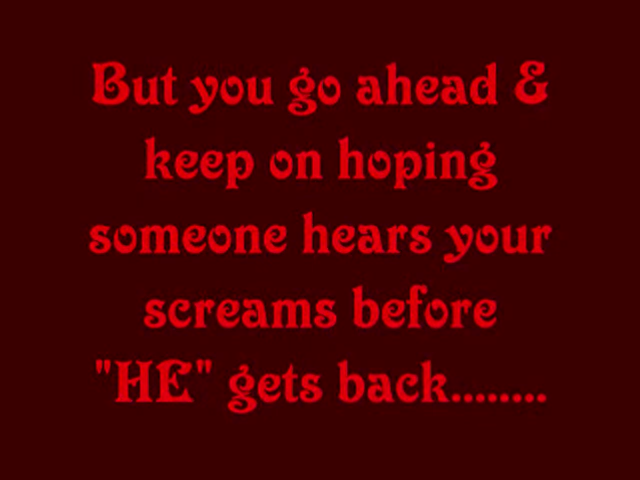 But you go ahead &
keep on hoping
someone hears your
screams before
"HE" gets back........